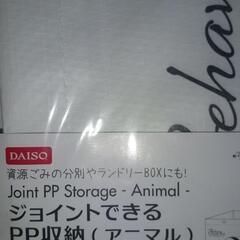 ehav
DAISO
資源ごみの分別やランドリーBOXにも!
Joint PP Storage - Animal -
ジョイントできる
PP収納(アニマル)